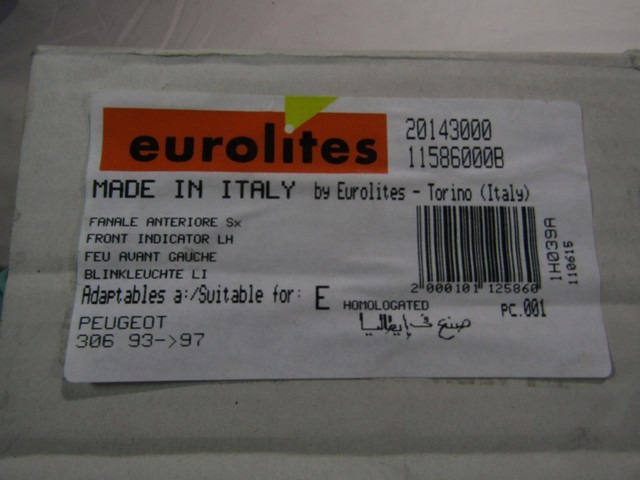 eurolites
20143000
11586000B
MADE IN ITALY by Eurolites - Torino (Italy)
FANALE ANTERIORE Sx
FRONT INDICATOR LH
FEU AVANT GAUCHE
BLINKLEUCHTE LI
2 000101 125860
1H039A
110615
Adaptables a:/Suitable for: E HOMOLOGATED PC.001
صنع في إيطاليا
PEUGEOT
306 93->97